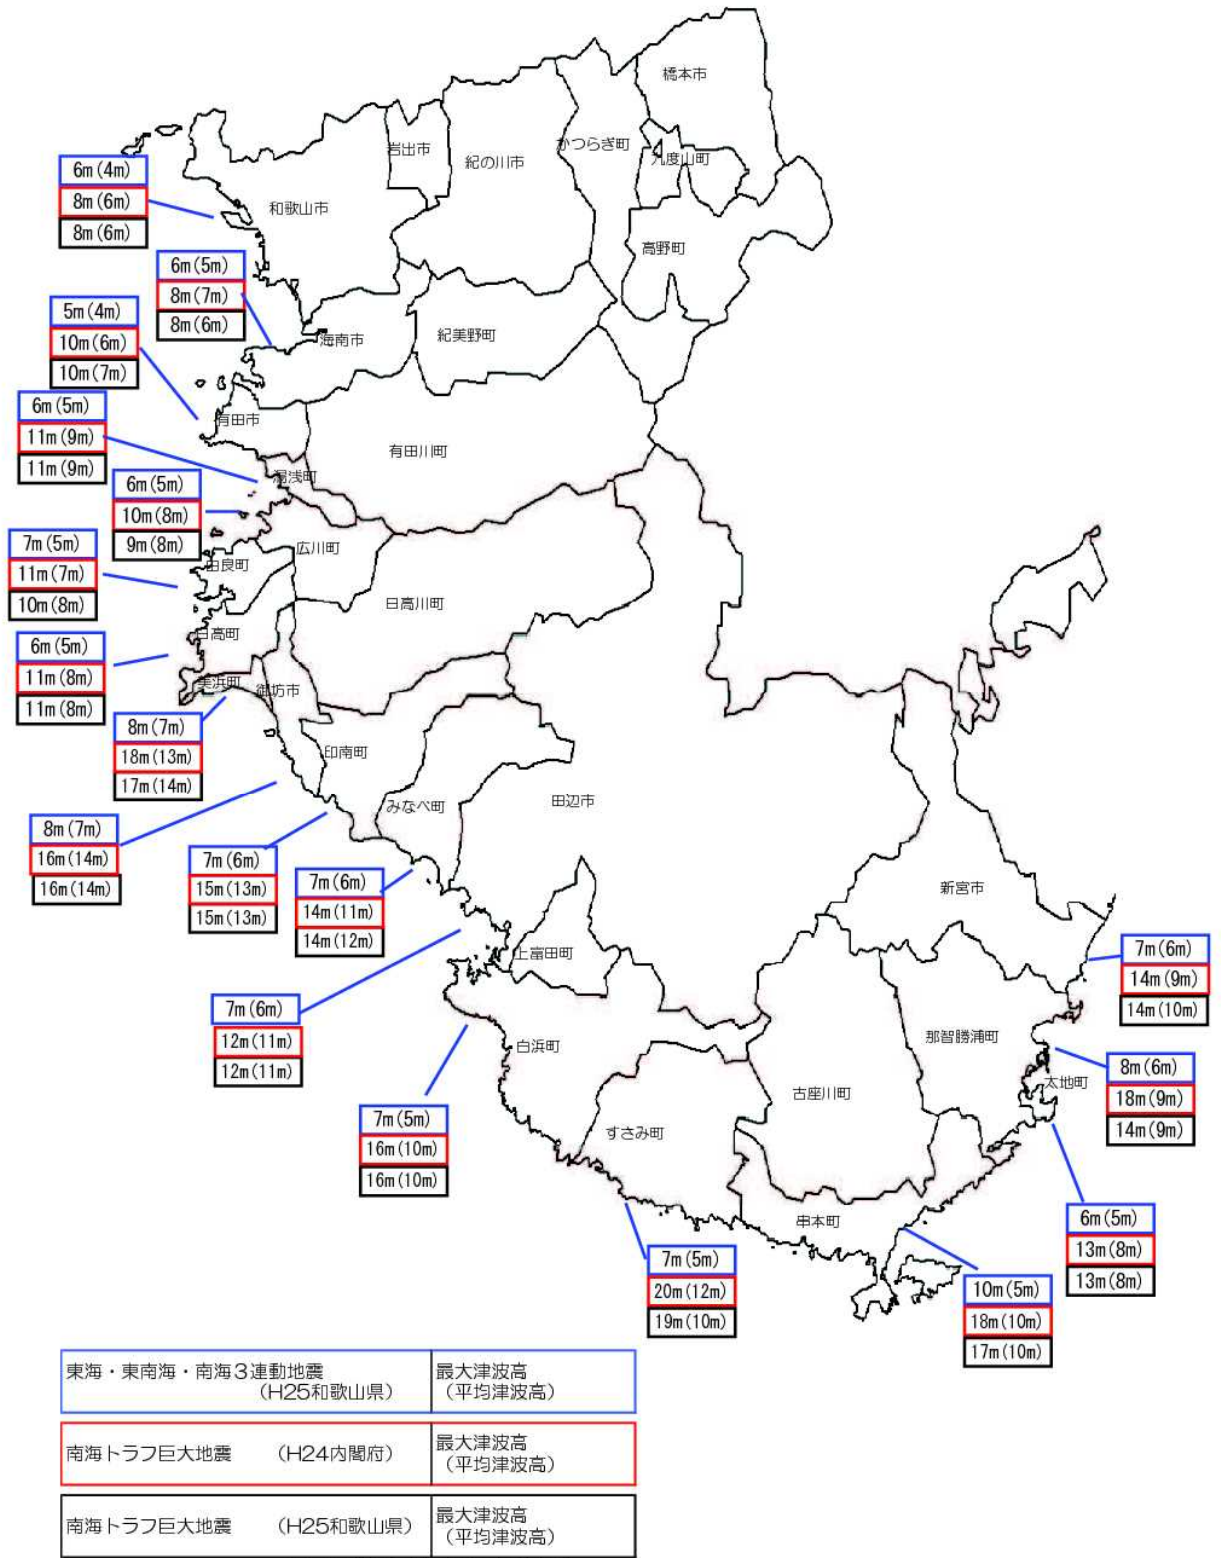 橋本市
岩出市
紀の川市
かつらぎ町
九度山町
6m(4m)
8m(6m)
8m(6m)
和歌山市
高野町
6m(5m)
8m(7m)
8m(6m)
5m(4m)
10m(6m)
10m(7m)
海南市
紀美野町
6m(5m)
11m(9m)
11m(9m)
有田市
有田川町
湯浅町
6m(5m)
10m(8m)
9m(8m)
7m(5m)
11m(7m)
10m(8m)
広川町
由良町
日高川町
6m(5m)
11m(8m)
11m(8m)
日高町
美浜町
御坊市
8m(7m)
18m(13m)
17m(14m)
印南町
みなべ町
田辺市
8m(7m)
16m(14m)
16m(14m)
7m(6m)
15m(13m)
15m(13m)
7m(6m)
14m(11m)
14m(12m)
新宮市
上富田町
7m(6m)
14m(9m)
14m(10m)
7m(6m)
12m(11m)
12m(11m)
白浜町
那智勝浦町
8m(6m)
18m(9m)
14m(9m)
太地町
古座川町
7m(5m)
16m(10m)
16m(10m)
すさみ町
串本町
6m(5m)
13m(8m)
13m(8m)
7m(5m)
20m(12m)
19m(10m)
10m(5m)
18m(10m)
17m(10m)
東海・東南海・南海3連動地震
(H25和歌山県)
最大津波高
(平均津波高)
南海トラフ巨大地震 (H24内閣府)
最大津波高
(平均津波高)
南海トラフ巨大地震 (H25和歌山県)
最大津波高
(平均津波高)